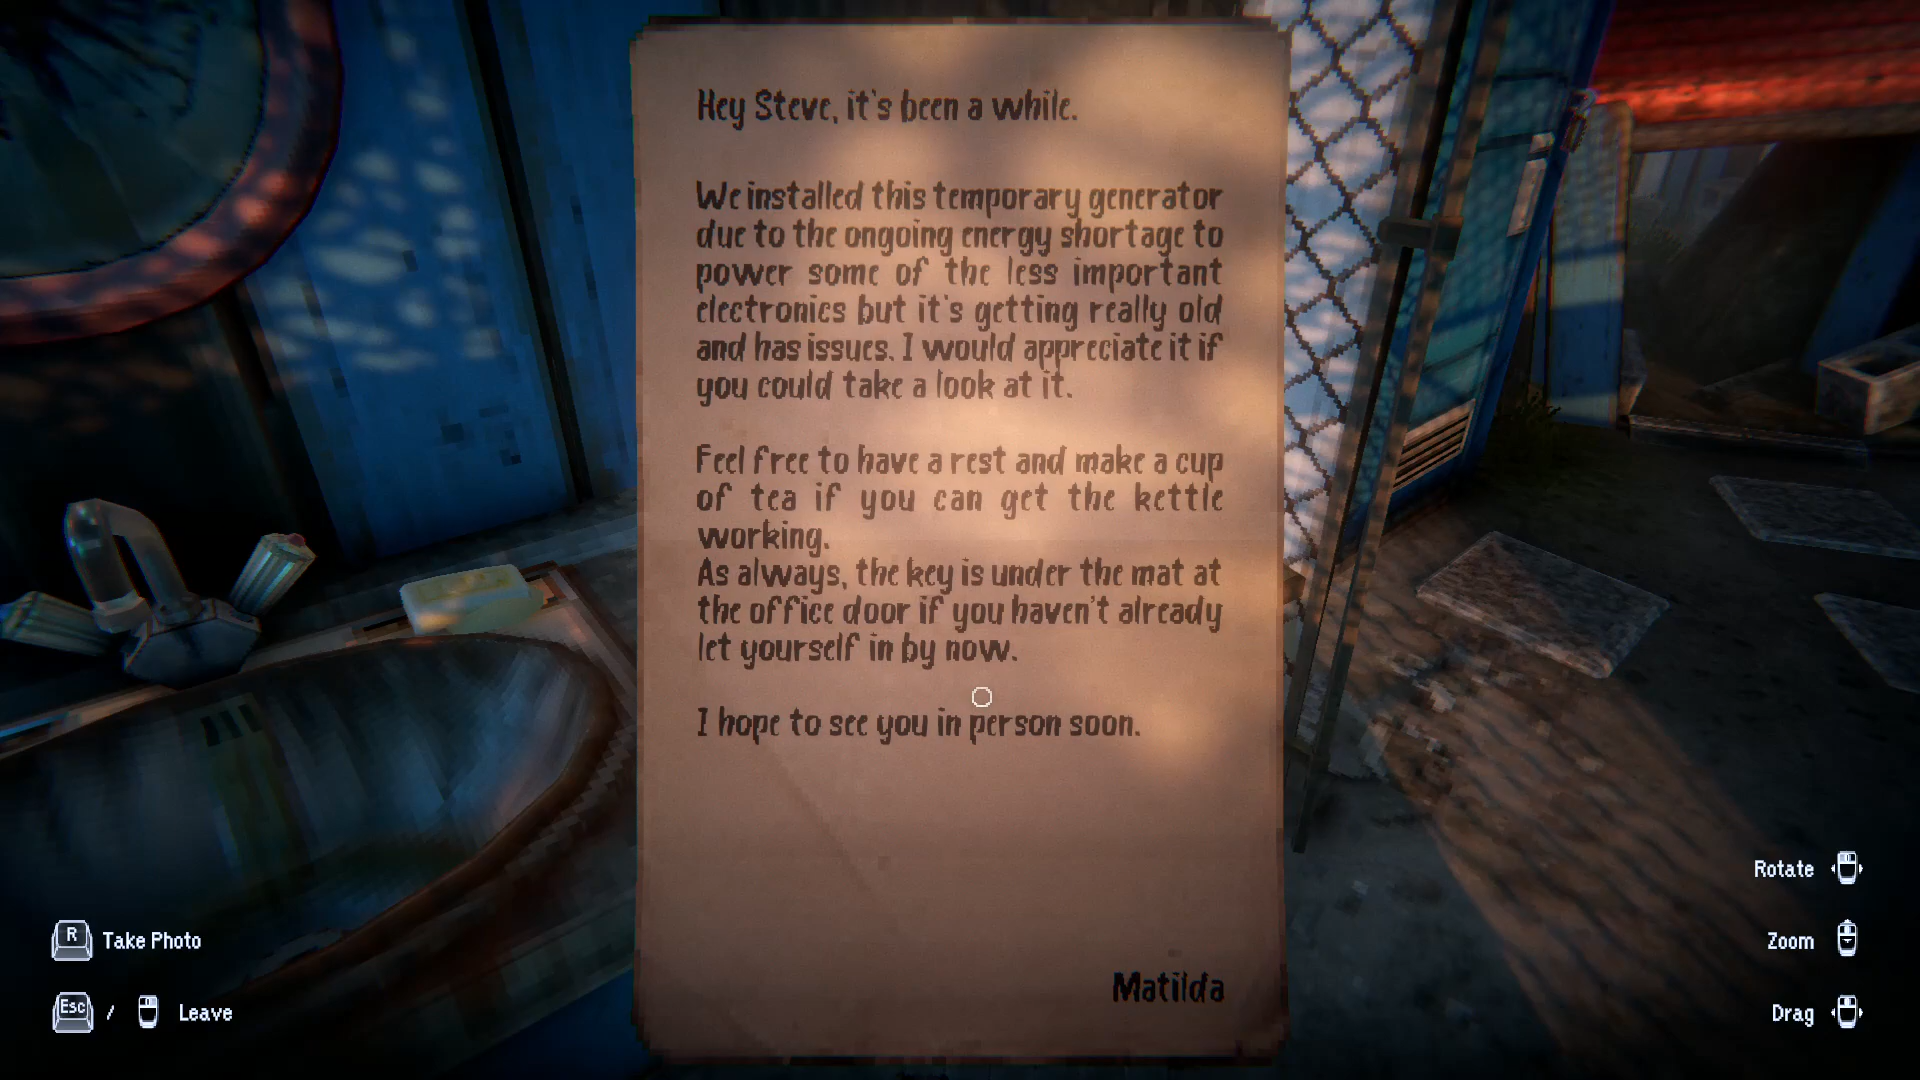 Hey Steve, it's been a while.
We installed this temporary generator
due to the ongoing energy shortage to
power some of the less important
electronics but it's getting really old
and has issues. I would appreciate it if
you could take a look at it.
Feel free to have a rest and make a cup
of tea if you can get the kettle
working.
As always, the key is under the mat at
the office door if you haven't already
let yourself in by now.
I hope to see you in person soon.
Matilda
R Take Photo
Esc / Leave
Rotate
Zoom
Drag